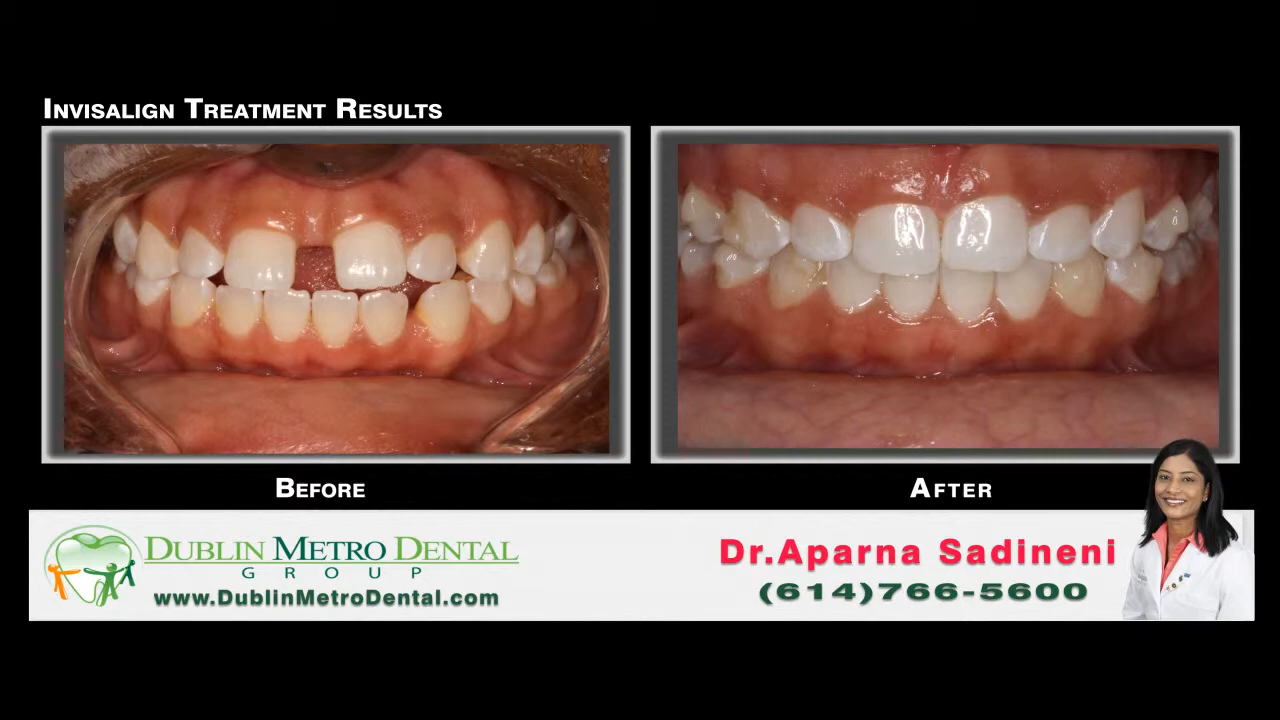 Invisalign Treatment Results
Before
After
Dublin Metro Dental
GROUP
www.DublinMetroDental.com
Dr.Aparna Sadineni
(614)766-5600